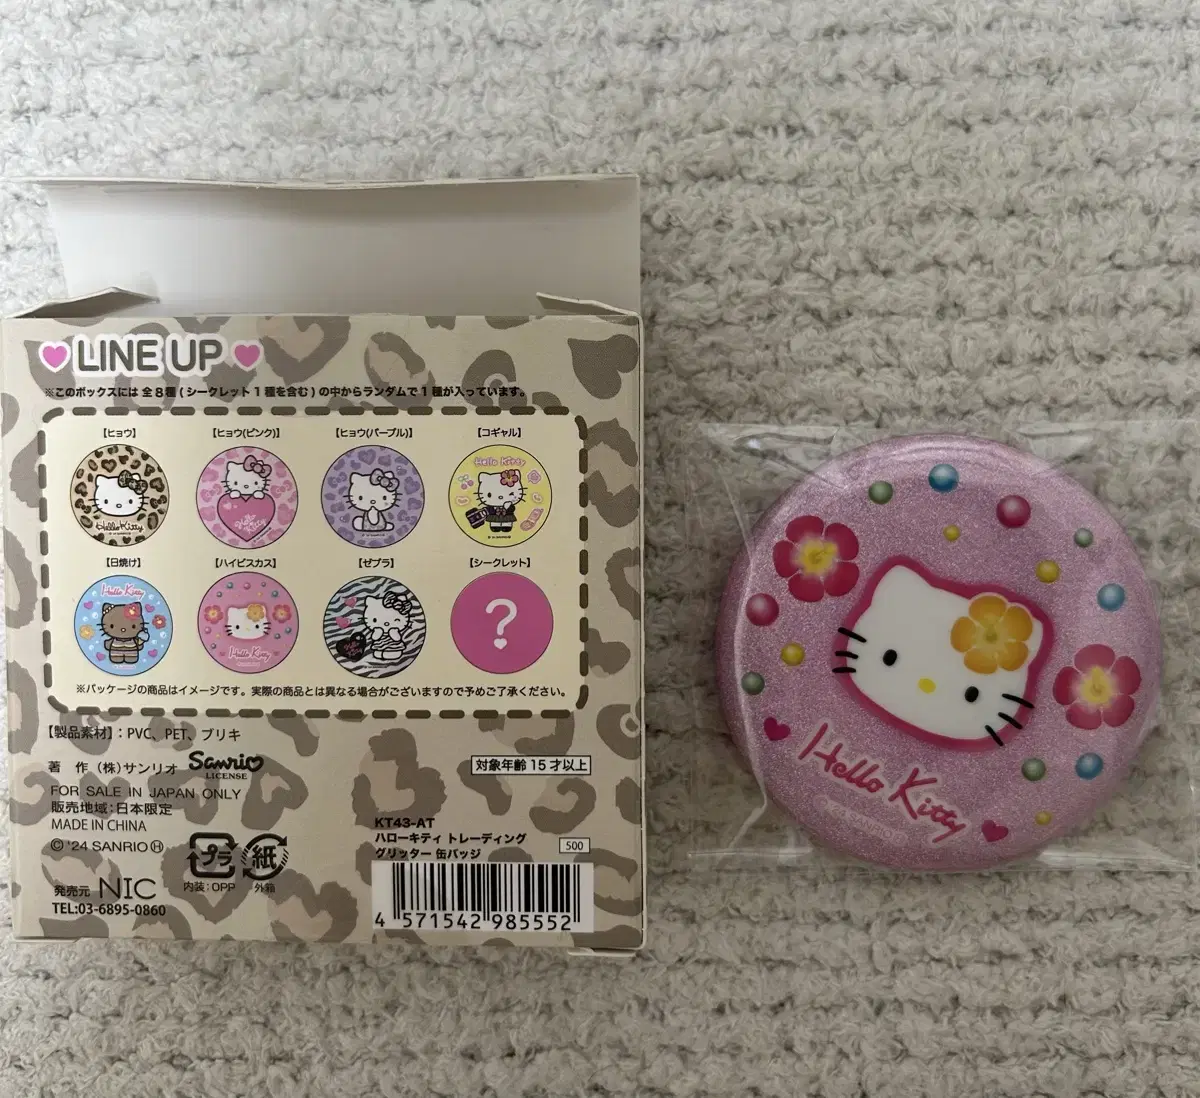 LINE UP
※このボックスには 全8種(シークレット1種を含む)の中からランダムで1種が入っています。
【ヒョウ】 【ヒョウ(ピンク)】 【ヒョウ(パープル)】 【コギャル】
Hello Kitty
Hello Kitty
【日焼け】 【ハイビスカス】 【ゼブラ】 【シークレット】
Hello Kitty
?
Hello Kitty
※パッケージの商品はイメージです。実際の商品とは異なる場合がございますので予めご了承ください。
【製品素材】:PVC、PET、ブリキ
著 作 (株)サンリオ Sanrio
LICENSE
対象年齢15才以上
FOR SALE IN JAPAN ONLY
販売地域:日本限定
MADE IN CHINA
©'24 SANRIO Ⓗ
プラ 紙
内装:OPP 外箱
発売元 NIC
TEL:03-6895-0860
KT43-AT
ハローキティ トレーディング
グリッター 缶バッジ
500
4 571542 985552
Hello Kitty